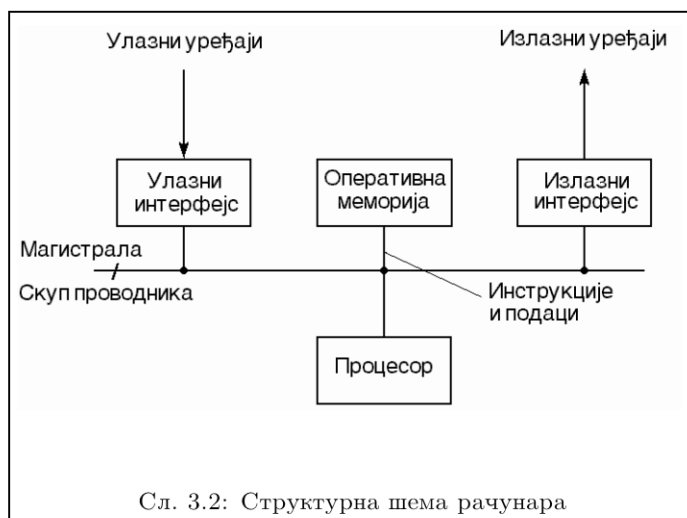 Улазни уређаји
Излазни уређаји
Улазни
интерфејс
Оперативна
меморија
Излазни
интерфејс
Магистрала
Скуп проводника
Инструкције
и подаци
Процесор
Сл. 3.2: Структурна шема рачунара